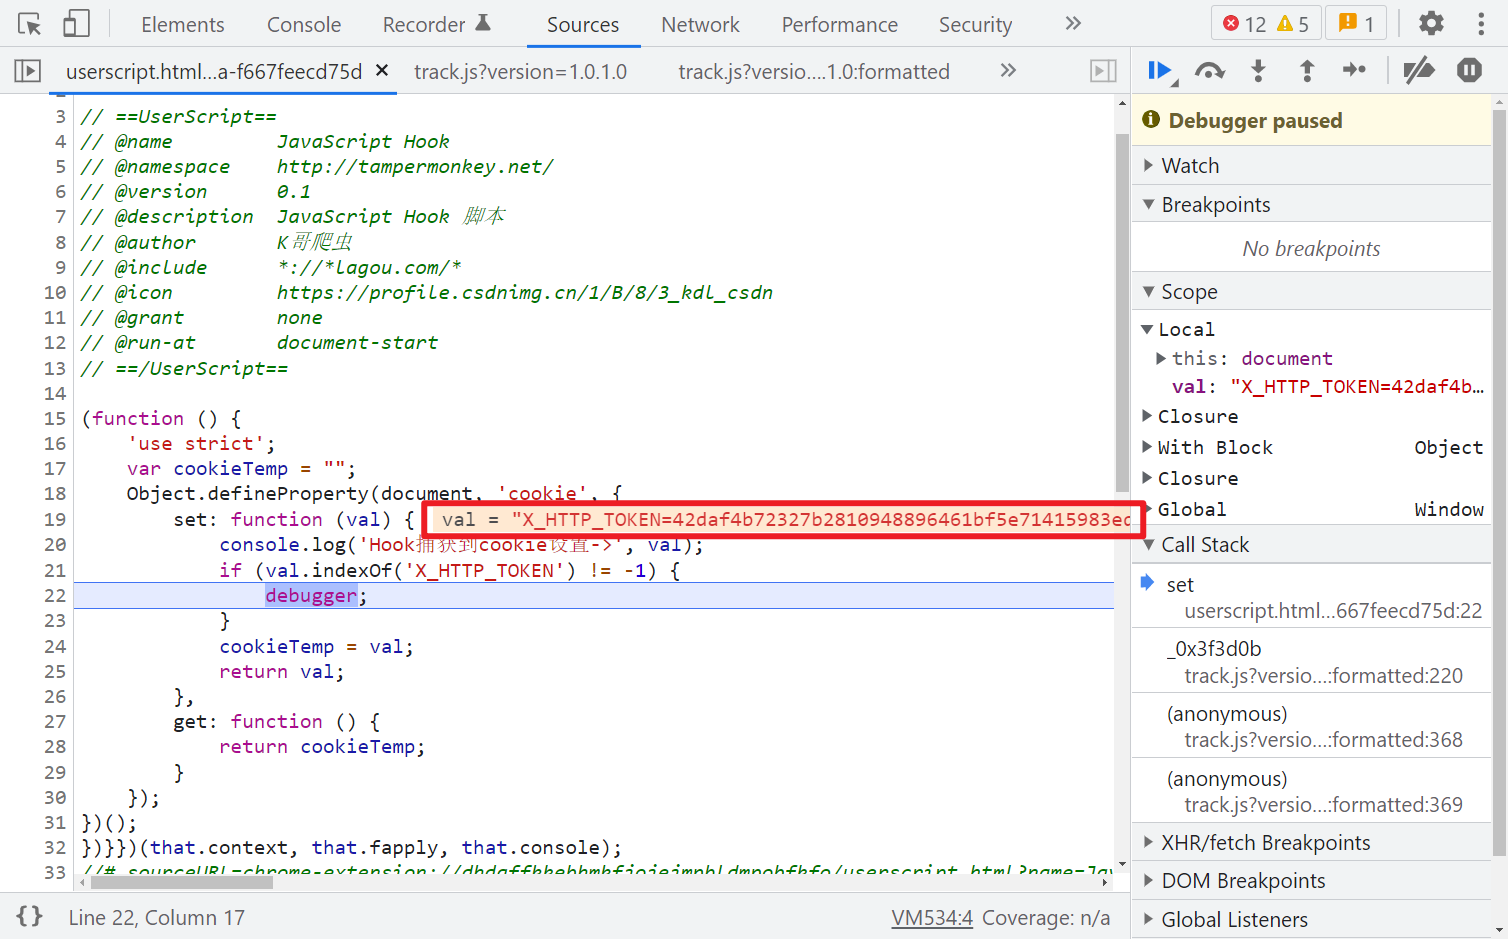 Elements Console Recorder Sources Network Performance Security 12 5 1
userscript.html...a-f667feecd75d × track.js?version=1.0.1.0 track.js?versio....1.0:formatted
3 // ==UserScript==
4 // @name JavaScript Hook
5 // @namespace http://tampermonkey.net/
6 // @version 0.1
7 // @description JavaScript Hook 脚本
8 // @author K哥爬虫
9 // @include *://*lagou.com/*
10 // @icon https://profile.csdnimg.cn/1/B/8/3_kdl_csdn
11 // @grant none
12 // @run-at document-start
13 // ==/UserScript==
14
15 (function () {
16 'use strict';
17 var cookieTemp = "";
18 Object.defineProperty(document, 'cookie', {
19 set: function (val) { val = "X_HTTP_TOKEN=42daf4b72327b2810948896461bf5e71415983ed
20 console.log('Hook捕获到cookie设置->', val);
21 if (val.indexOf('X_HTTP_TOKEN') != -1) {
22 debugger;
23 }
24 cookieTemp = val;
25 return val;
26 },
27 get: function () {
28 return cookieTemp;
29 }
30 });
31 })();
32 })}})(that.context, that.fapply, that.console);
33
{} Line 22, Column 17 VM534:4 Coverage: n/a
Debugger paused
Watch
Breakpoints
No breakpoints
Scope
Local
this: document
val: "X_HTTP_TOKEN=42daf4b…
Closure
With Block Object
Closure
Global Window
Call Stack
set
userscript.html...667feecd75d:22
_0x3f3d0b
track.js?versio...:formatted:220
(anonymous)
track.js?versio...:formatted:368
(anonymous)
track.js?versio...:formatted:369
XHR/fetch Breakpoints
DOM Breakpoints
Global Listeners